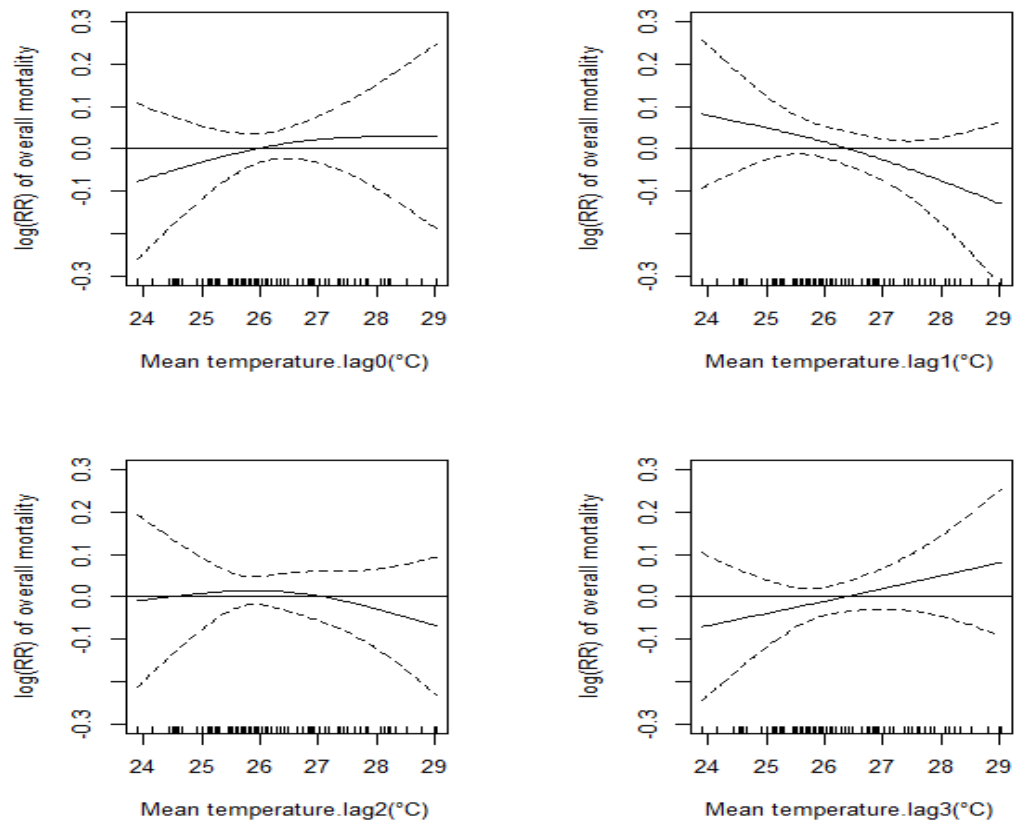 log(RR) of overall mortality
0.3
0.2
0.1
0.0
-0.1
-0.3
24 25 26 27 28 29
Mean temperature.lag0(°C)
log(RR) of overall mortality
0.3
0.2
0.1
0.0
-0.1
-0.3
24 25 26 27 28 29
Mean temperature.lag1(°C)
log(RR) of overall mortality
0.3
0.2
0.1
0.0
-0.1
-0.3
24 25 26 27 28 29
Mean temperature.lag2(°C)
log(RR) of overall mortality
0.3
0.2
0.1
0.0
-0.1
-0.3
24 25 26 27 28 29
Mean temperature.lag3(°C)